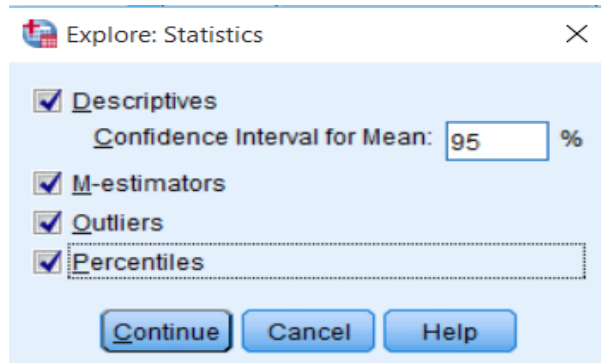 Explore: Statistics
Descriptives
Confidence Interval for Mean: 95 %
M-estimators
Outliers
Percentiles
Continue Cancel Help